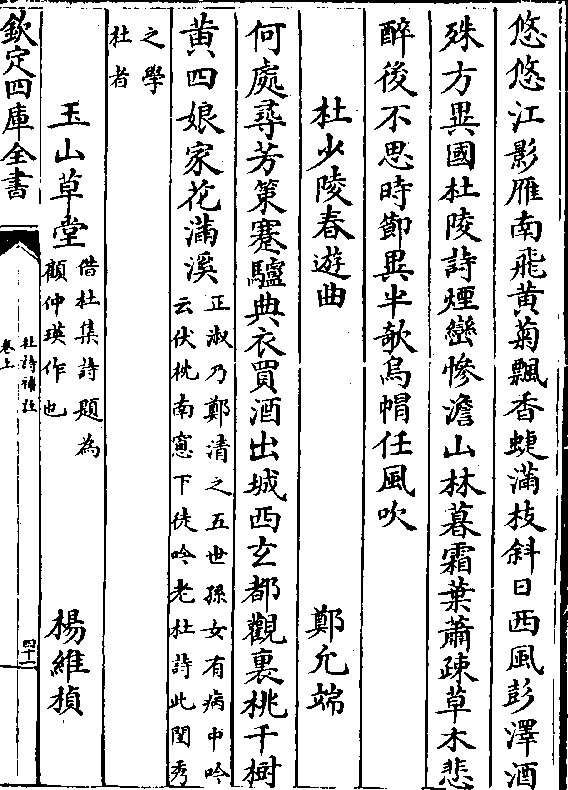 悠悠江影雁南飛黄菊飄香蜨滿枝斜日西風彭澤酒
殊方異國杜陵詩煙巒慘澹山林暮霜葉蕭疎草木悲
醉後不思時節異半欹烏帽任風吹
杜少陵春遊曲 鄭允端
何處尋芳策蹇驢典衣買酒出城西玄都觀裏桃千樹
黄四娘家花滿溪正淑乃鄭清之五世孫女有病中吟
云伏枕南窻下徒吟老杜詩此閨秀
之學
杜者
玉山草堂借杜集詩題為
顧仲瑛作也 楊維楨
欽定四庫全書
杜詩攟
卷上
四十二